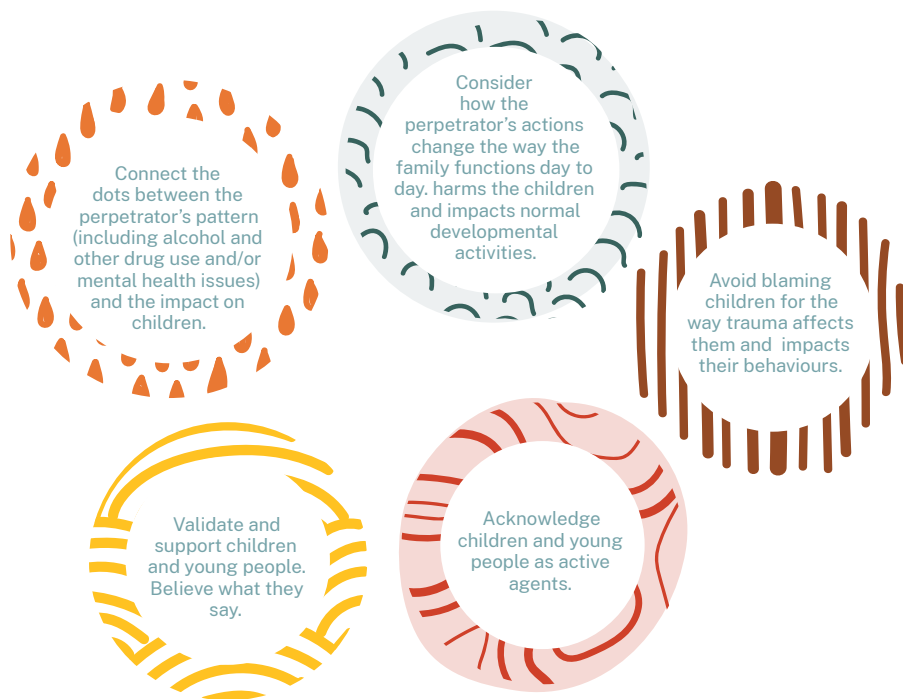 Consider
how the
perpetrator’s actions
change the way the
family functions day to
day. harms the children
and impacts normal
developmental
activities.
Connect the
dots between the
perpetrator’s pattern
(including alcohol and
other drug use and/or
mental health issues)
and the impact on
children.
Avoid blaming
children for the
way trauma affects
them and  impacts
their behaviours.
Validate and
support children
and young people.
Believe what they
say.
Acknowledge
children and young
people as active
agents.